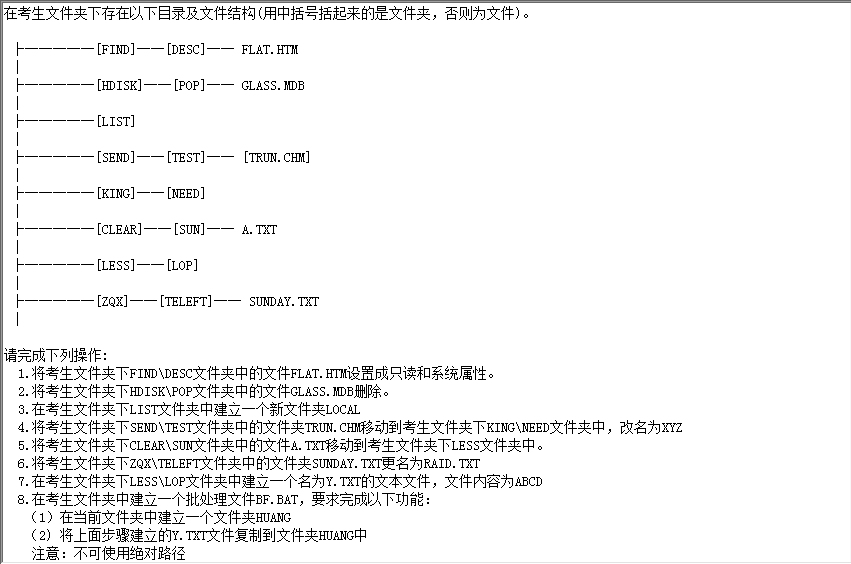 在考生文件夹下存在以下目录及文件结构(用中括号括起来的是文件夹，否则为文件)。
├─────[FIND]──[DESC]── FLAT.HTM
│
├─────[HDISK]──[POP]── GLASS.MDB
│
├─────[LIST]
│
├─────[SEND]──[TEST]── [TRUN.CHM]
│
├─────[KING]──[NEED]
│
├─────[CLEAR]──[SUN]── A.TXT
│
├─────[LESS]──[LOP]
│
├─────[ZQX]──[TELEFT]── SUNDAY.TXT
│
请完成下列操作:
1.将考生文件夹下FIND\DESC文件夹中的文件FLAT.HTM设置成只读和系统属性。
2.将考生文件夹下HDISK\POP文件夹中的文件GLASS.MDB删除。
3.在考生文件夹下LIST文件夹中建立一个新文件夹LOCAL
4.将考生文件夹下SEND\TEST文件夹中的文件夹TRUN.CHM移动到考生文件夹下KING\NEED文件夹中，改名为XYZ
5.将考生文件夹下CLEAR\SUN文件夹中的文件A.TXT移动到考生文件夹下LESS文件夹中。
6.将考生文件夹下ZQX\TELEFT文件夹中的文件夹SUNDAY.TXT更名为RAID.TXT
7.在考生文件夹下LESS\LOP文件夹中建立一个名为Y.TXT的文本文件，文件内容为ABCD
8.在考生文件夹中建立一个批处理文件BF.BAT，要求完成以下功能：
（1）在当前文件夹中建立一个文件夹HUANG
（2）将上面步骤建立的Y.TXT文件复制到文件夹HUANG中
注意：不可使用绝对路径